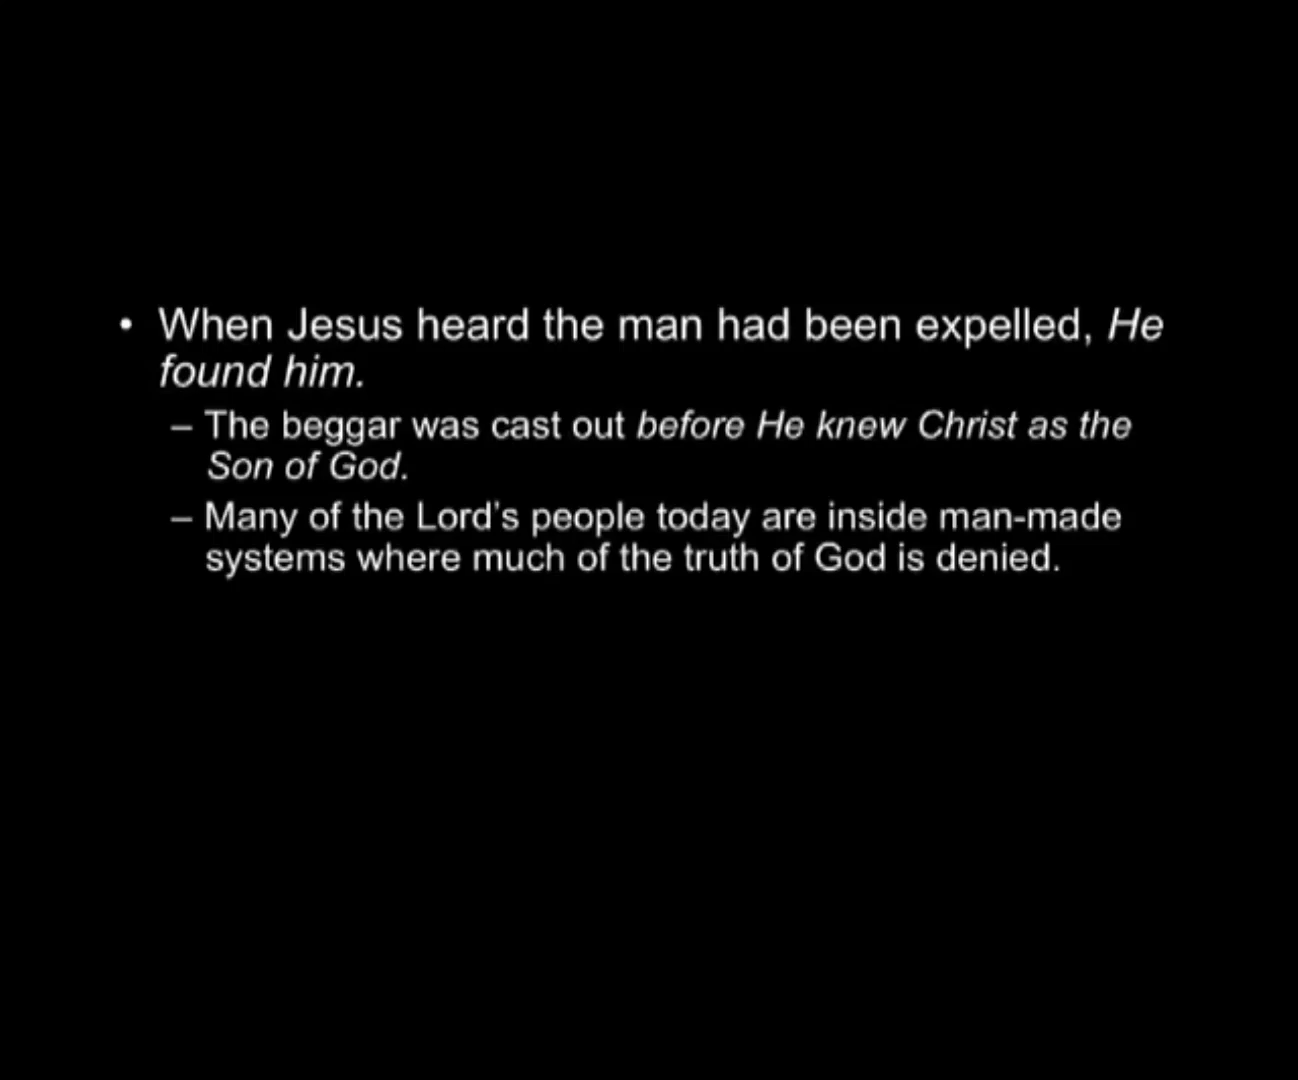 • When Jesus heard the man had been expelled, He
found him.
– The beggar was cast out before He knew Christ as the
Son of God.
– Many of the Lord's people today are inside man-made
systems where much of the truth of God is denied.